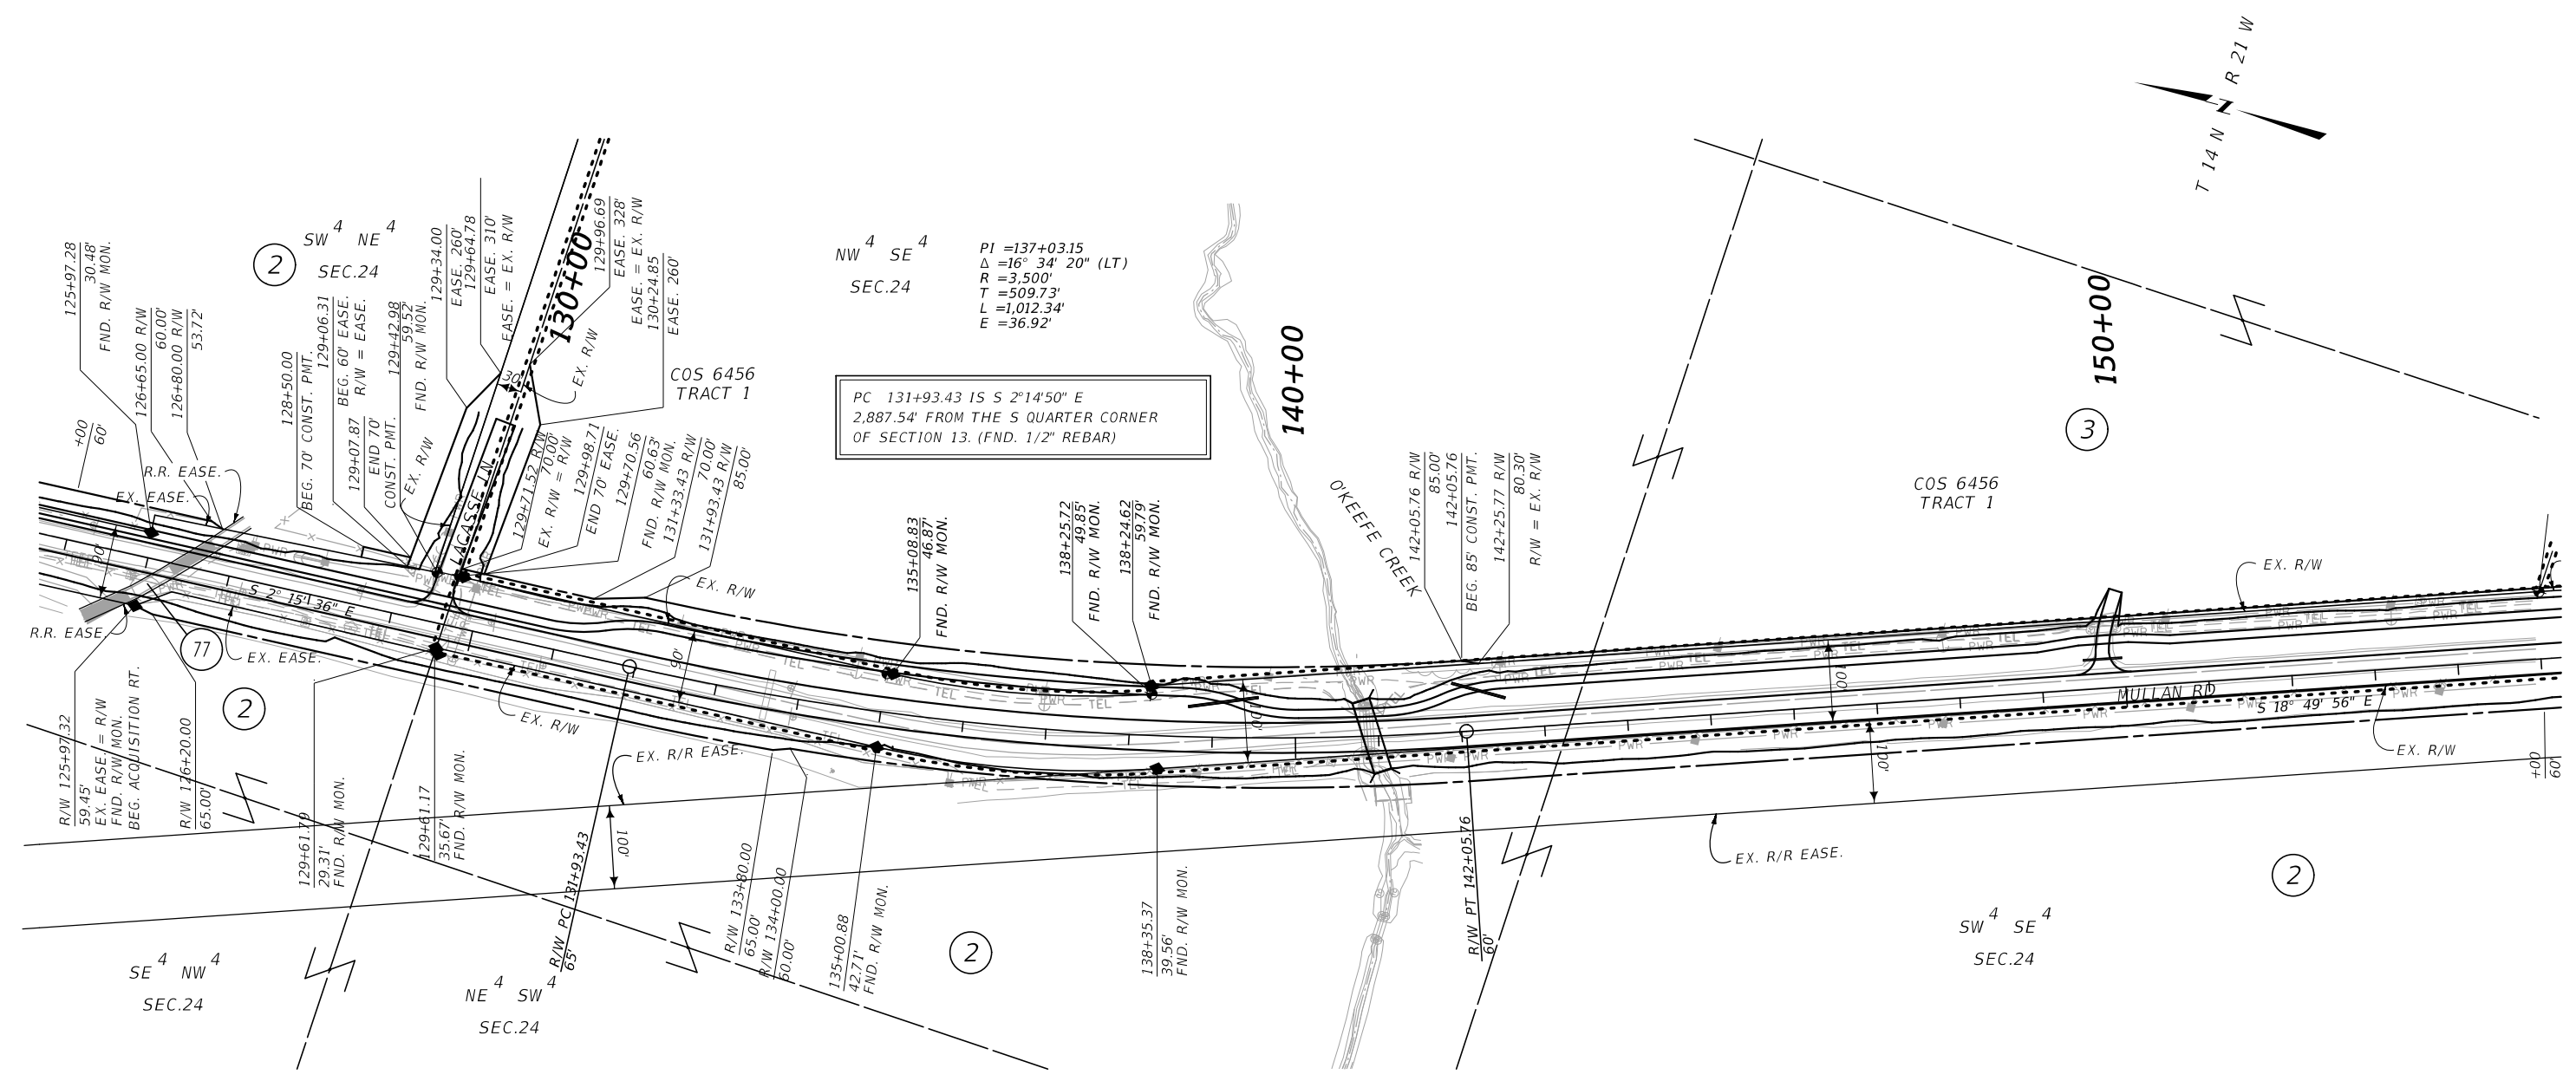 R 21 W
N
T 14 N
SW 4 NE 4
SEC.24
2
125+97.28
30.48'
FND. R/W MON.
126+65.00 R/W
60.00'
126+80.00 R/W
53.72'
+00
60'
R.R. EASE.
EX. EASE.
128+50.00
BEG. 70' CONST. PMT.
129+06.31
BEG. 60' EASE.
R/W = EASE.
129+07.87
END 70'
CONST. PMT.
129+42.98
59.52'
FND. R/W MON.
EX. R/W
129+34.00
EASE. 260'
129+64.78
EASE. 310'
EASE. = EX. R/W
130+00
129+96.69
EASE. 328'
EASE. = EX. R/W
130+24.85
EASE. 260'
30'
EX. R/W
COS 6456
TRACT 1
LACASSE LN
129+71.52 R/W
70.00'
EX. R/W = R/W
129+98.71
END 70' EASE.
129+70.56
60.63'
FND. R/W MON.
131+33.43 R/W
70.00'
131+93.43 R/W
85.00'
EX. R/W
NW 4 SE 4
SEC.24
PI =137+03.15
Δ =16° 34' 20" (LT)
R =3,500'
T =509.73'
L =1,012.34'
E =36.92'
PC 131+93.43 IS S 2°14'50" E
2,887.54' FROM THE S QUARTER CORNER
OF SECTION 13. (FND. 1/2" REBAR)
135+08.83
46.87'
FND. R/W MON.
138+25.72
49.85'
FND. R/W MON.
138+24.62
59.79'
FND. R/W MON.
140+00
O'KEEFE CREEK
142+05.76 R/W
85.00'
142+05.76
BEG. 85' CONST. PMT.
142+25.77 R/W
80.30'
R/W = EX. R/W
150+00
3
COS 6456
TRACT 1
EX. R/W
90'
S 2° 15' 36" E
PWR
TEL
90'
100'
100'
MULLAN RD
S 18° 49' 56" E
EX. R/W
+00
60'
R.R. EASE.
77
EX. EASE.
2
R/W 125+97.32
59.45'
EX. EASE.= R/W
FND. R/W MON.
BEG. ACQUISITION RT.
R/W 126+20.00
65.00'
129+61.79
29.31'
FND. R/W MON.
129+61.17
35.67'
FND. R/W MON.
EX. R/W
R/W PC 131+93.43
65'
EX. R/R EASE.
100'
R/W 133+80.00
65.00'
R/W 134+00.00
60.00'
135+00.88
42.71'
FND. R/W MON.
2
138+35.37
39.56'
FND. R/W MON.
R/W PT 142+05.76
60'
100'
EX. R/R EASE.
2
SW 4 SE 4
SEC.24
SE 4 NW 4
SEC.24
NE 4 SW 4
SEC.24